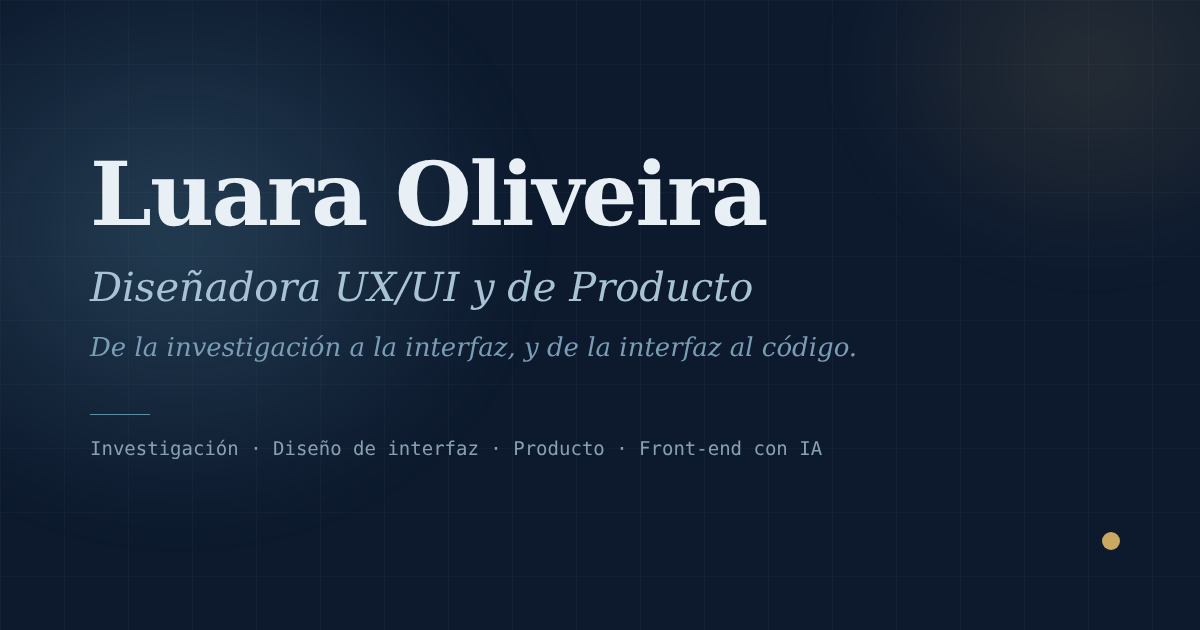 Luara Oliveira
Diseñadora UX/UI y de Producto
De la investigación a la interfaz, y de la interfaz al código.
Investigación · Diseño de interfaz · Producto · Front-end con IA